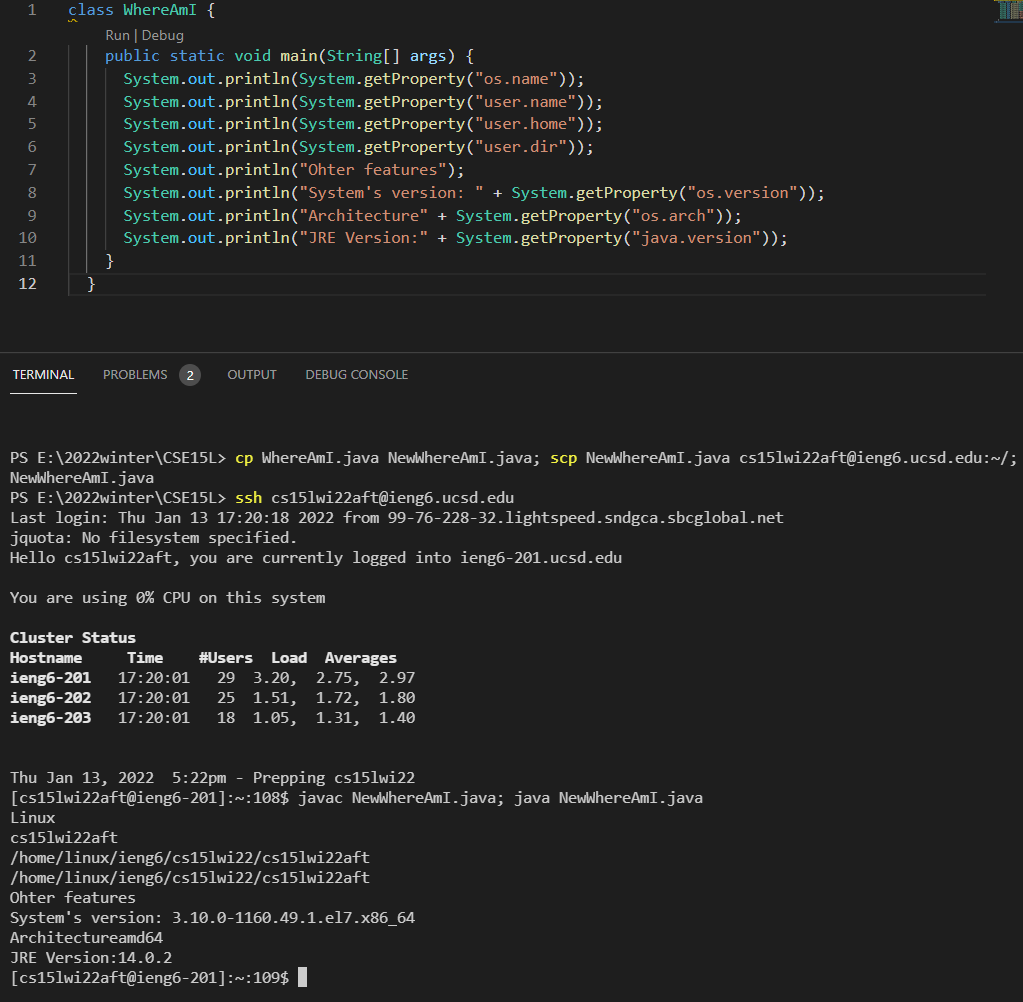 1 class WhereAmI {
Run | Debug
2 public static void main(String[] args) {
3 System.out.println(System.getProperty("os.name"));
4 System.out.println(System.getProperty("user.name"));
5 System.out.println(System.getProperty("user.home"));
6 System.out.println(System.getProperty("user.dir"));
7 System.out.println("Ohter features");
8 System.out.println("System's version: " + System.getProperty("os.version"));
9 System.out.println("Architecture" + System.getProperty("os.arch"));
10 System.out.println("JRE Version:" + System.getProperty("java.version"));
11 }
12 }
TERMINAL PROBLEMS 2 OUTPUT DEBUG CONSOLE
PS E:\2022winter\CSE15L> cp WhereAmI.java NewWhereAmI.java; scp NewWhereAmI.java cs15lwi22aft@ieng6.ucsd.edu:~/;
NewWhereAmI.java
PS E:\2022winter\CSE15L> ssh cs15lwi22aft@ieng6.ucsd.edu
Last login: Thu Jan 13 17:20:18 2022 from 99-76-228-32.lightspeed.sndgca.sbcglobal.net
jquota: No filesystem specified.
Hello cs15lwi22aft, you are currently logged into ieng6-201.ucsd.edu
You are using 0% CPU on this system
Cluster Status
Hostname Time #Users Load Averages
ieng6-201 17:20:01 29 3.20, 2.75, 2.97
ieng6-202 17:20:01 25 1.51, 1.72, 1.80
ieng6-203 17:20:01 18 1.05, 1.31, 1.40
Thu Jan 13, 2022 5:22pm - Prepping cs15lwi22
[cs15lwi22aft@ieng6-201]:~:108$ javac NewWhereAmI.java; java NewWhereAmI.java
Linux
cs15lwi22aft
/home/linux/ieng6/cs15lwi22/cs15lwi22aft
/home/linux/ieng6/cs15lwi22/cs15lwi22aft
Ohter features
System's version: 3.10.0-1160.49.1.el7.x86_64
Architectureamd64
JRE Version:14.0.2
[cs15lwi22aft@ieng6-201]:~:109$